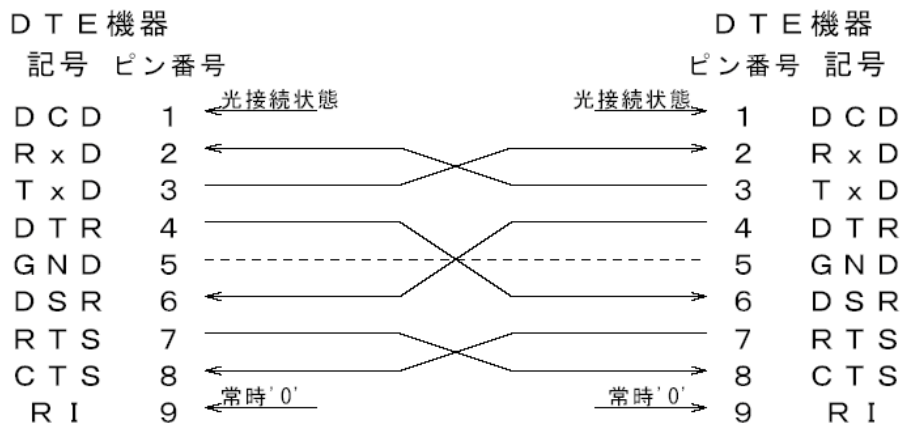 DTE機器 DTE機器
記号 ピン番号 ピン番号 記号
DCD 1 光接続状態 光接続状態 1 DCD
RxD 2 2 RxD
TxD 3 3 TxD
DTR 4 4 DTR
GND 5 5 GND
DSR 6 6 DSR
RTS 7 7 RTS
CTS 8 8 CTS
RI 9 常時'0' 常時'0' 9 RI